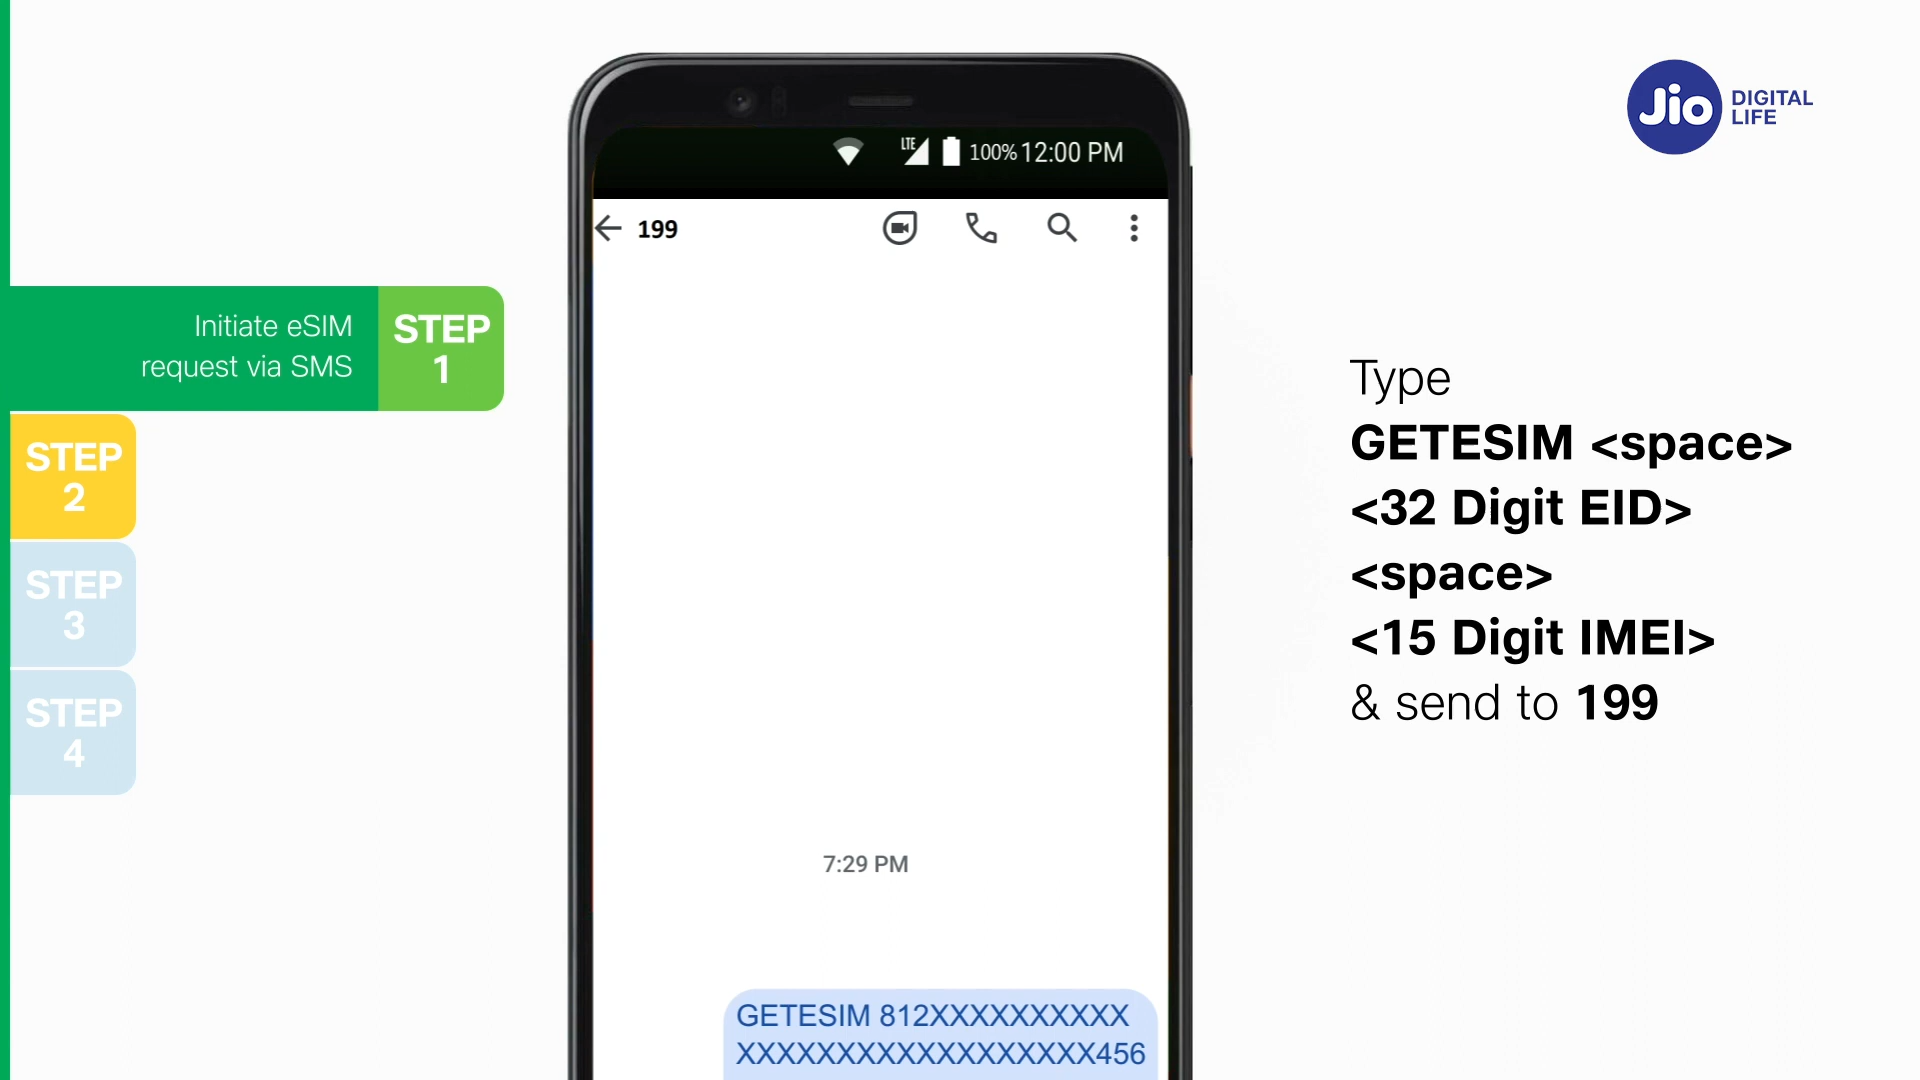 Jio DIGITAL
LIFE
LTE 100% 12:00 PM
199
Initiate eSIM
request via SMS
STEP
1
STEP
2
STEP
3
STEP
4
7:29 PM
GETESIM 812XXXXXXXXXX
XXXXXXXXXXXXXXXXXX456
Type
GETESIM <space>
<32 Digit EID>
<space>
<15 Digit IMEI>
& send to 199